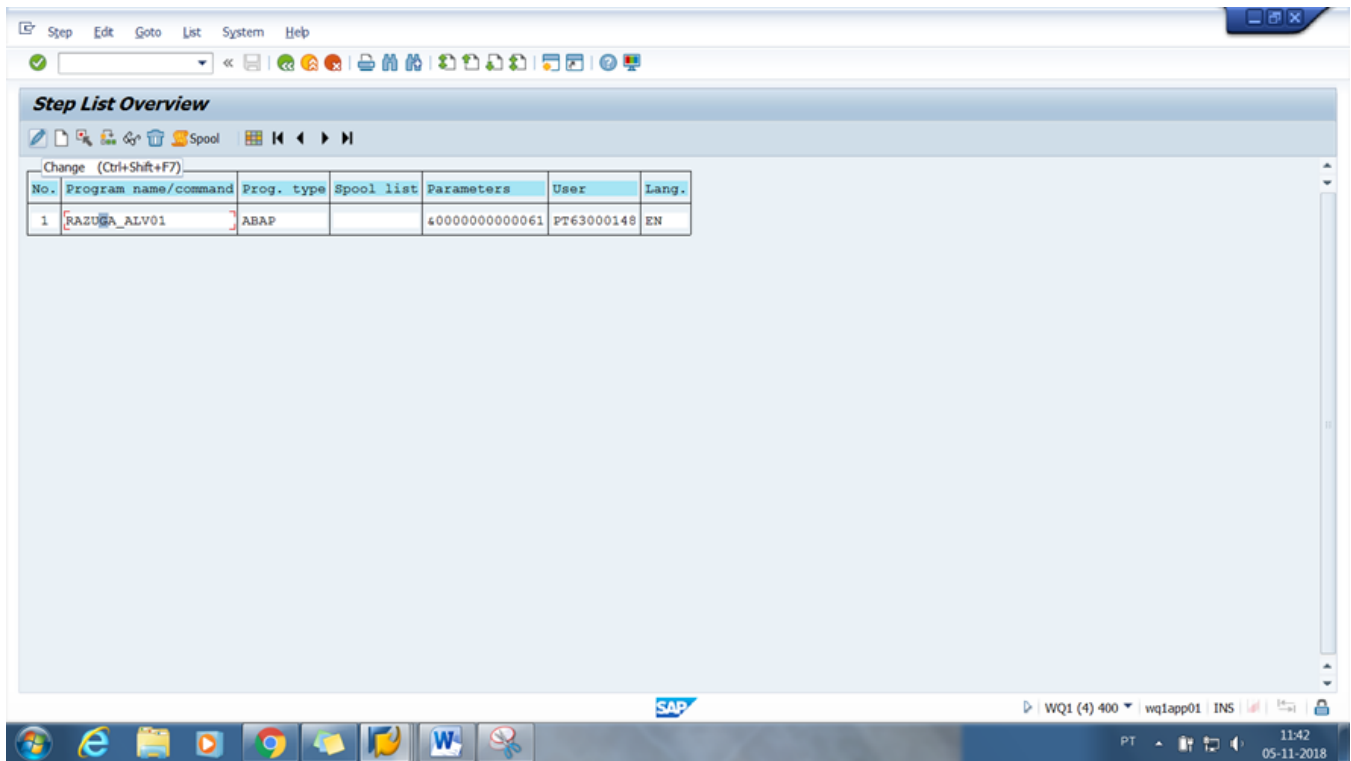 Step Edit Goto List System Help
Step List Overview
Spool
Change (Ctrl+Shift+F7)
No. Program name/command Prog. type Spool list Parameters User Lang.
1 RAZUGA_ALV01 ABAP &0000000000061 PT63000148 EN
SAP
WQ1 (4) 400 wq1app01 INS
PT
11:42
05-11-2018